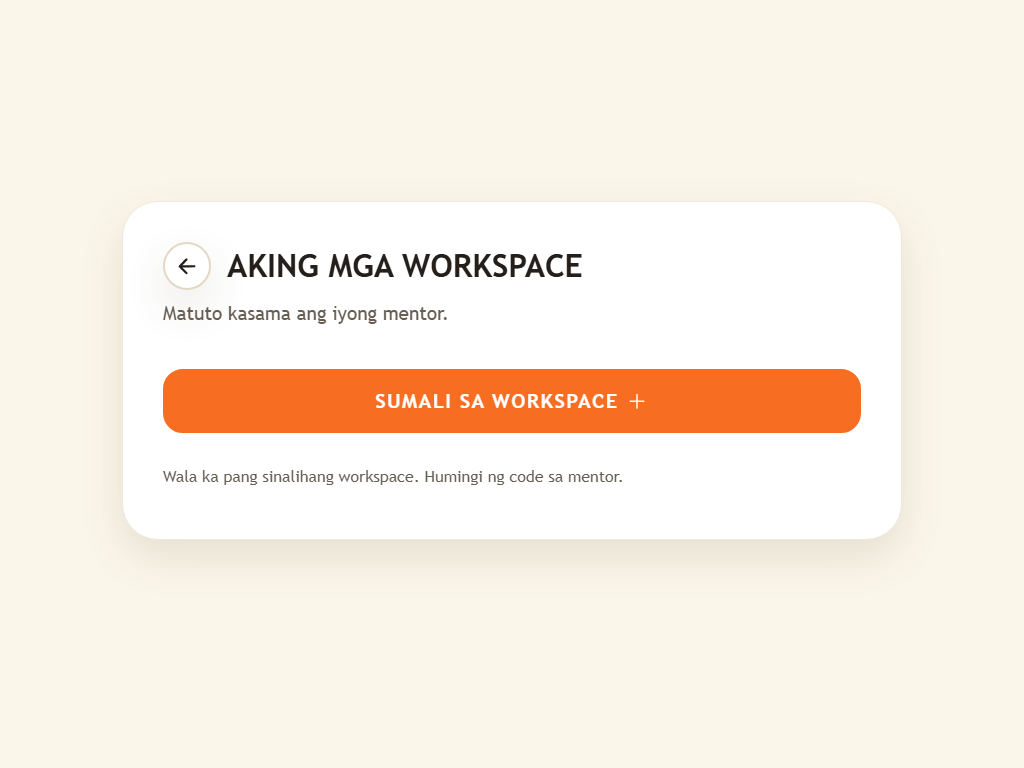 AKING MGA WORKSPACE
Matuto kasama ang iyong mentor.
SUMALI SA WORKSPACE +
Wala ka pang sinalihang workspace. Humingi ng code sa mentor.